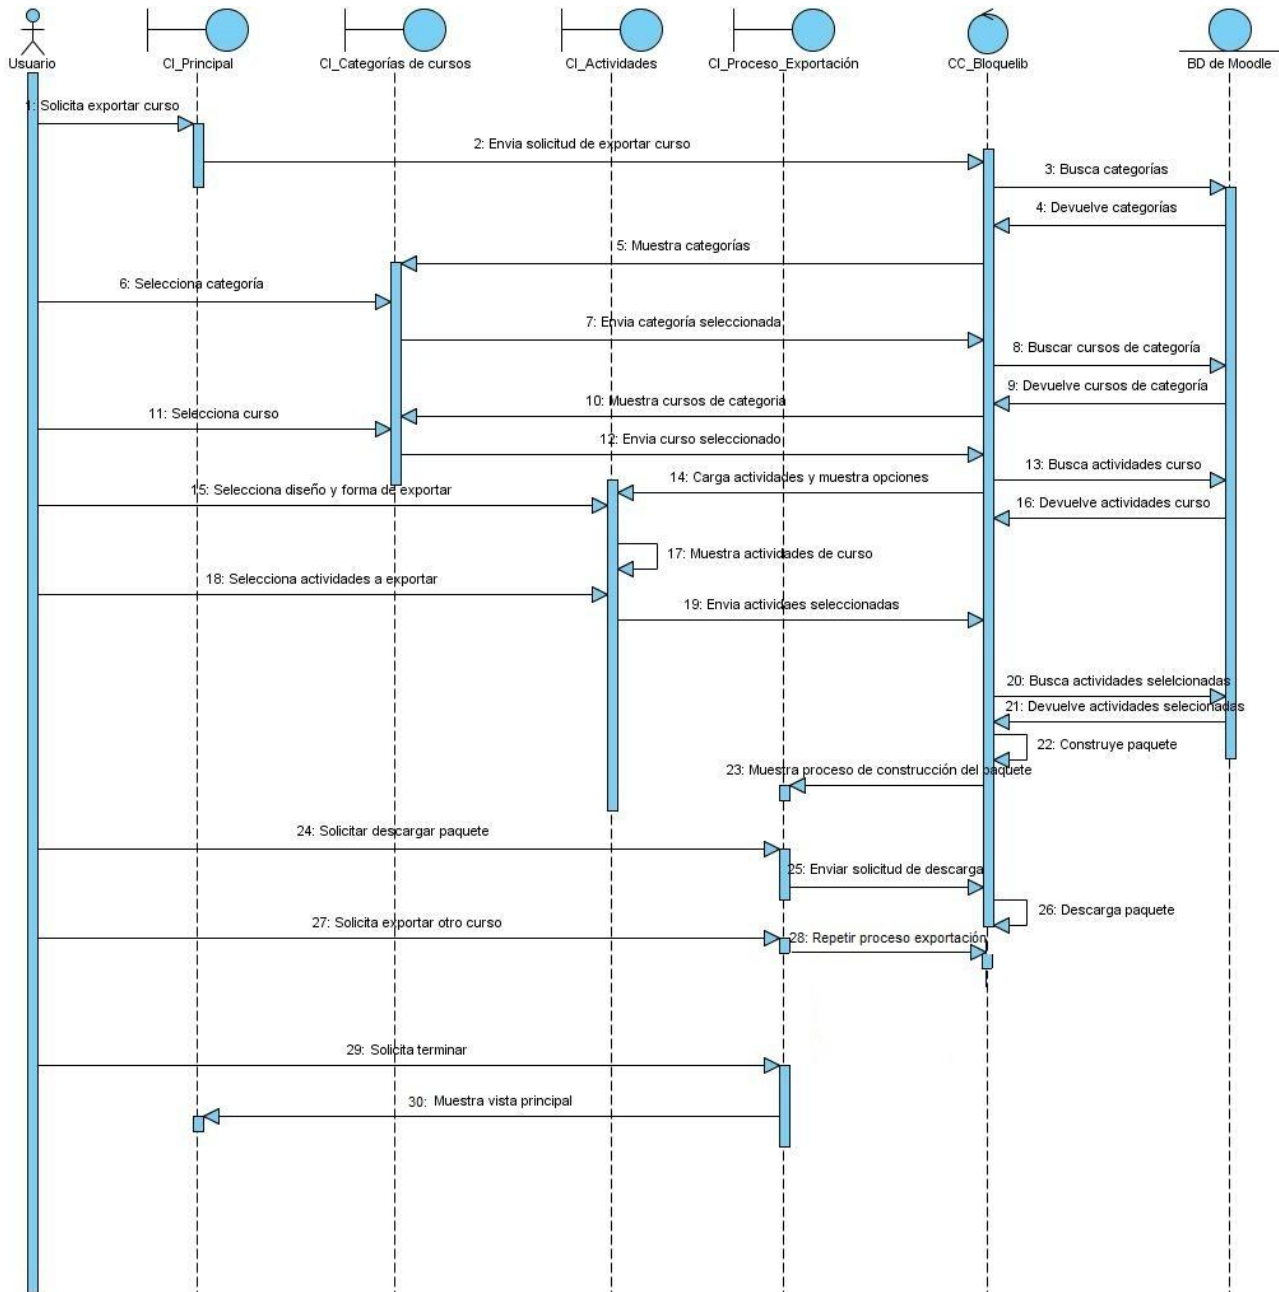 Usuario
CI_Principal
CI_Categorías de cursos
CI_Actividades
CI_Proceso_Exportación
CC_Bloquelib
BD de Moodle
1: Solicita exportar curso
2: Envia solicitud de exportar curso
3: Busca categorías
4: Devuelve categorías
5: Muestra categorías
6: Selecciona categoría
7: Envia categoría seleccionada
8: Buscar cursos de categoría
9: Devuelve cursos de categoría
10: Muestra cursos de categoria
11: Selecciona curso
12: Envia curso seleccionado
13: Busca actividades curso
14: Carga actividades y muestra opciones
15: Selecciona diseño y forma de exportar
16: Devuelve actividades curso
17: Muestra actividades de curso
18: Selecciona actividades a exportar
19: Envia actividaes seleccionadas
20: Busca actividades selelcionadas
21: Devuelve actividades selecionadas
22: Construye paquete
23: Muestra proceso de construcción del paquete
24: Solicitar descargar paquete
25: Enviar solicitud de descarga
26: Descarga paquete
27: Solicita exportar otro curso
28: Repetir proceso exportación
29: Solicita terminar
30: Muestra vista principal